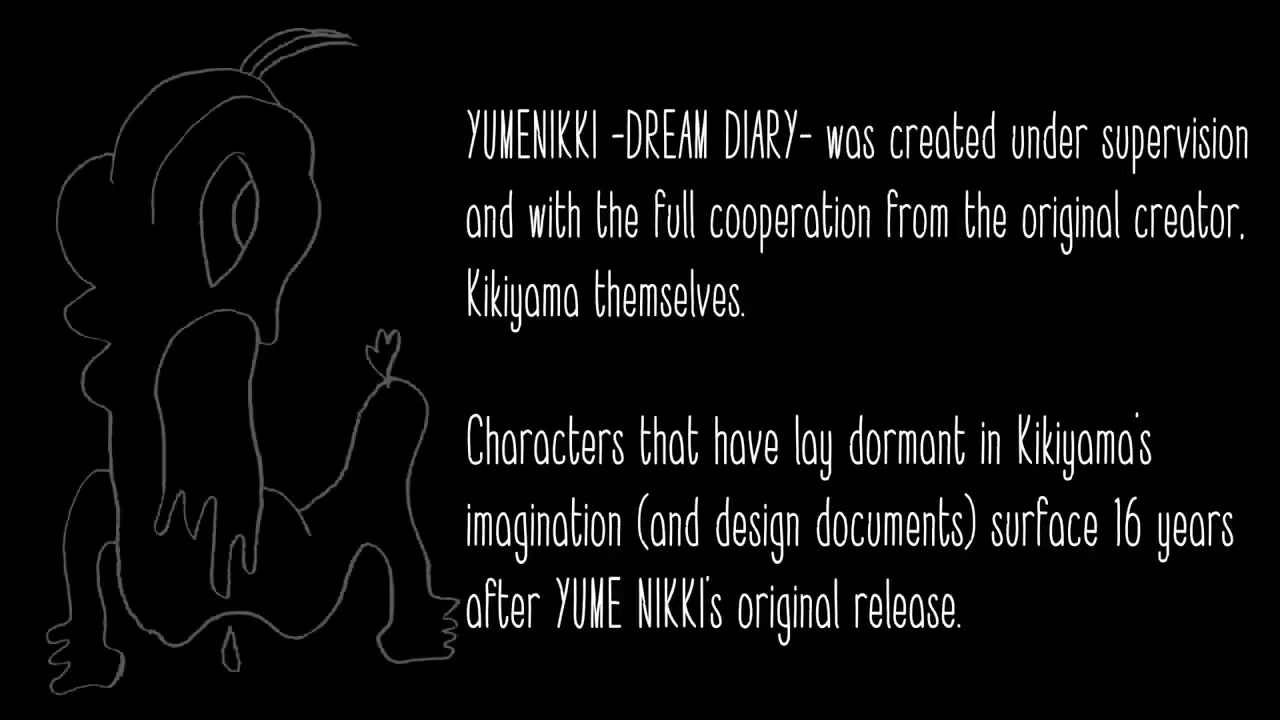 YUMENIKKI -DREAM DIARY- was created under supervision
and with the full cooperation from the original creator,
Kikiyama themselves.
Characters that have lay dormant in Kikiyama's
imagination (and design documents) surface 16 years
after YUME NIKKI's original release.